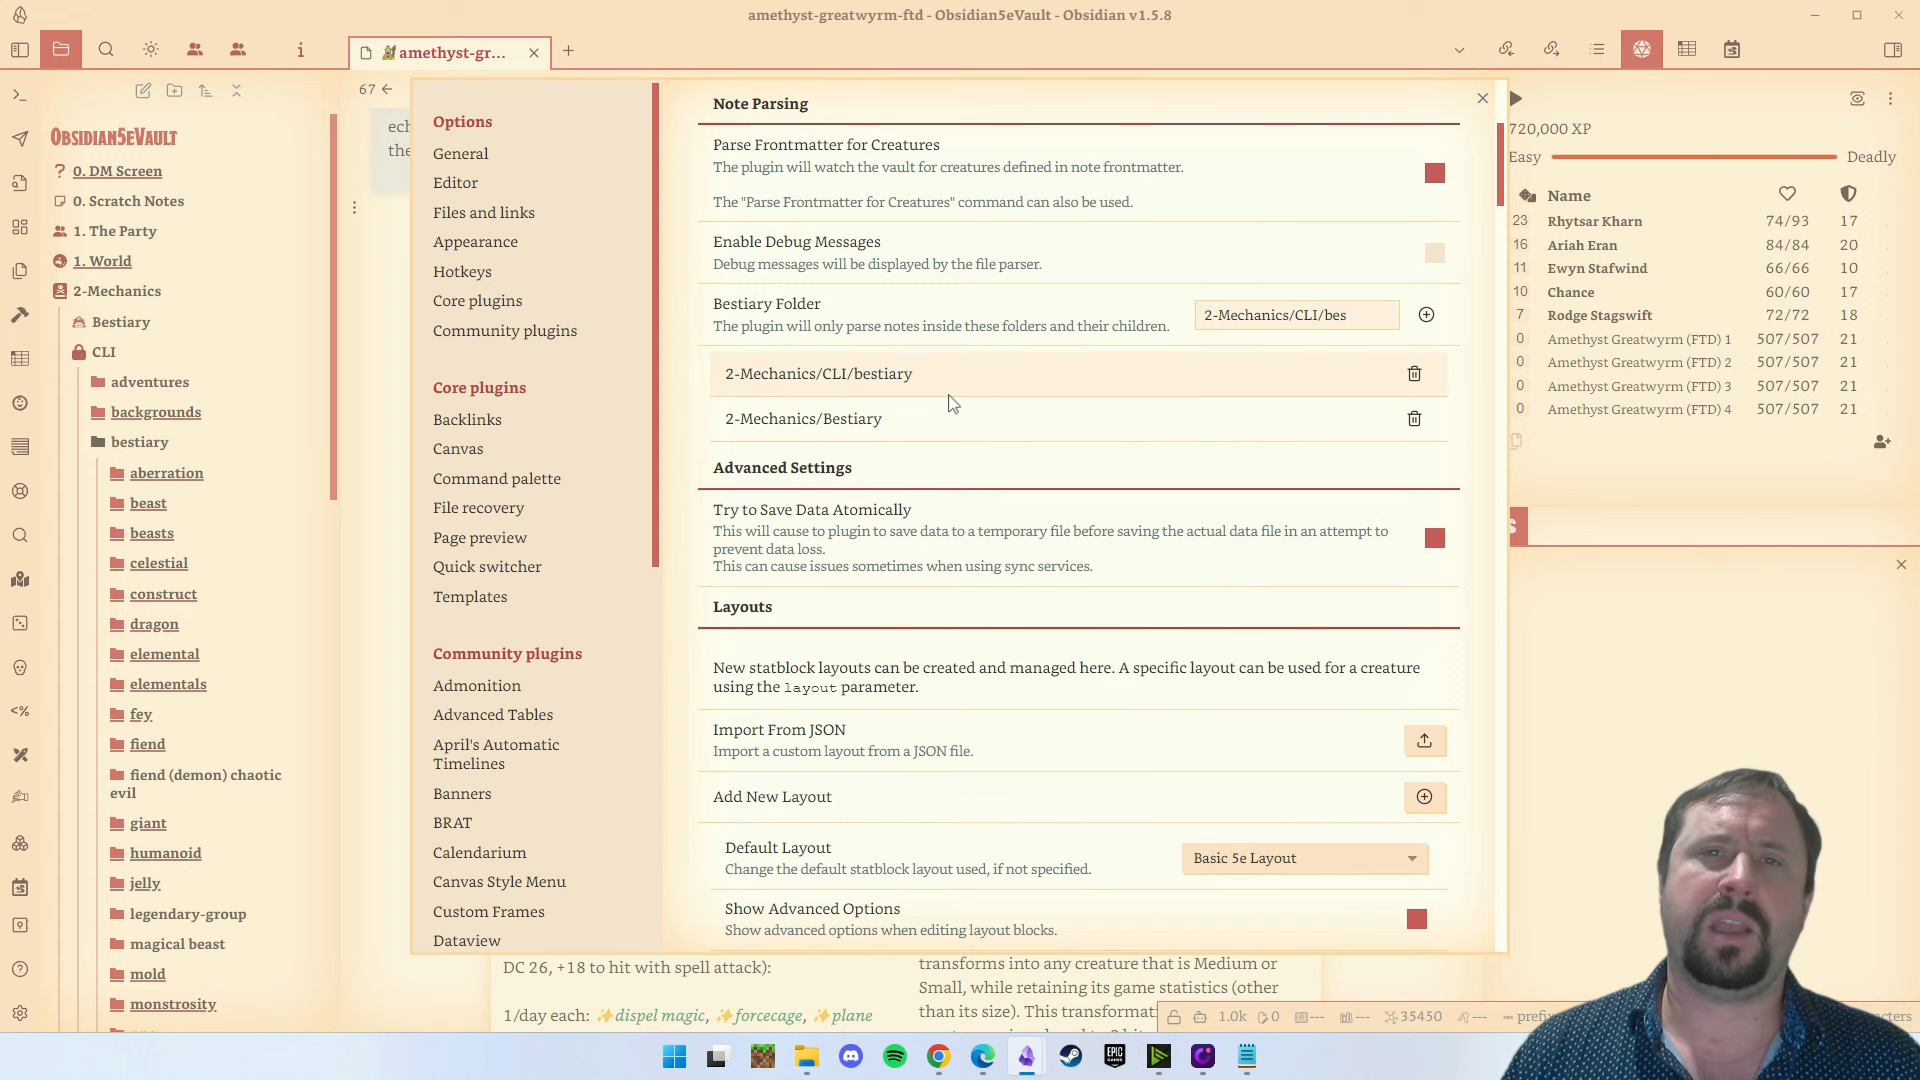 amethyst-greatwyrm-ftd - Obsidian5eVault - Obsidian v1.5.8
amethyst-gr...
Obsidian5eVault
0. DM Screen
0. Scratch Notes
1. The Party
1. World
2-Mechanics
Bestiary
CLI
adventures
backgrounds
bestiary
aberration
beast
beasts
celestial
construct
dragon
elemental
elementals
fey
fiend
fiend (demon) chaotic
evil
giant
humanoid
jelly
legendary-group
magical beast
mold
monstrosity
67
ech
the
Options
General
Editor
Files and links
Appearance
Hotkeys
Core plugins
Community plugins
Core plugins
Backlinks
Canvas
Command palette
File recovery
Page preview
Quick switcher
Templates
Community plugins
Admonition
Advanced Tables
April's Automatic
Timelines
Banners
BRAT
Calendarium
Canvas Style Menu
Custom Frames
Dataview
Note Parsing
Parse Frontmatter for Creatures
The plugin will watch the vault for creatures defined in note frontmatter.
The "Parse Frontmatter for Creatures" command can also be used.
Enable Debug Messages
Debug messages will be displayed by the file parser.
Bestiary Folder
The plugin will only parse notes inside these folders and their children.
2-Mechanics/CLI/bes
2-Mechanics/CLI/bestiary
2-Mechanics/Bestiary
Advanced Settings
Try to Save Data Atomically
This will cause to plugin to save data to a temporary file before saving the actual data file in an attempt to
prevent data loss.
This can cause issues sometimes when using sync services.
Layouts
New statblock layouts can be created and managed here. A specific layout can be used for a creature
using the layout parameter.
Import From JSON
Import a custom layout from a JSON file.
Add New Layout
Default Layout
Change the default statblock layout used, if not specified.
Basic 5e Layout
Show Advanced Options
Show advanced options when editing layout blocks.
720,000 XP
Easy Deadly
Name
23 Rhytsar Kharn 74/93 17
16 Ariah Eran 84/84 20
11 Ewyn Stafwind 66/66 10
10 Chance 60/60 17
7 Rodge Stagswift 72/72 18
0 Amethyst Greatwyrm (FTD) 1 507/507 21
0 Amethyst Greatwyrm (FTD) 2 507/507 21
0 Amethyst Greatwyrm (FTD) 3 507/507 21
0 Amethyst Greatwyrm (FTD) 4 507/507 21
S
DC 26, +18 to hit with spell attack):
1/day each: ✨dispel magic, ✨forcecage, ✨plane
transforms into any creature that is Medium or
Small, while retaining its game statistics (other
than its size). This transformat
1.0k 0 --- --- 35450 --- prefix acters
EPIC GAMES